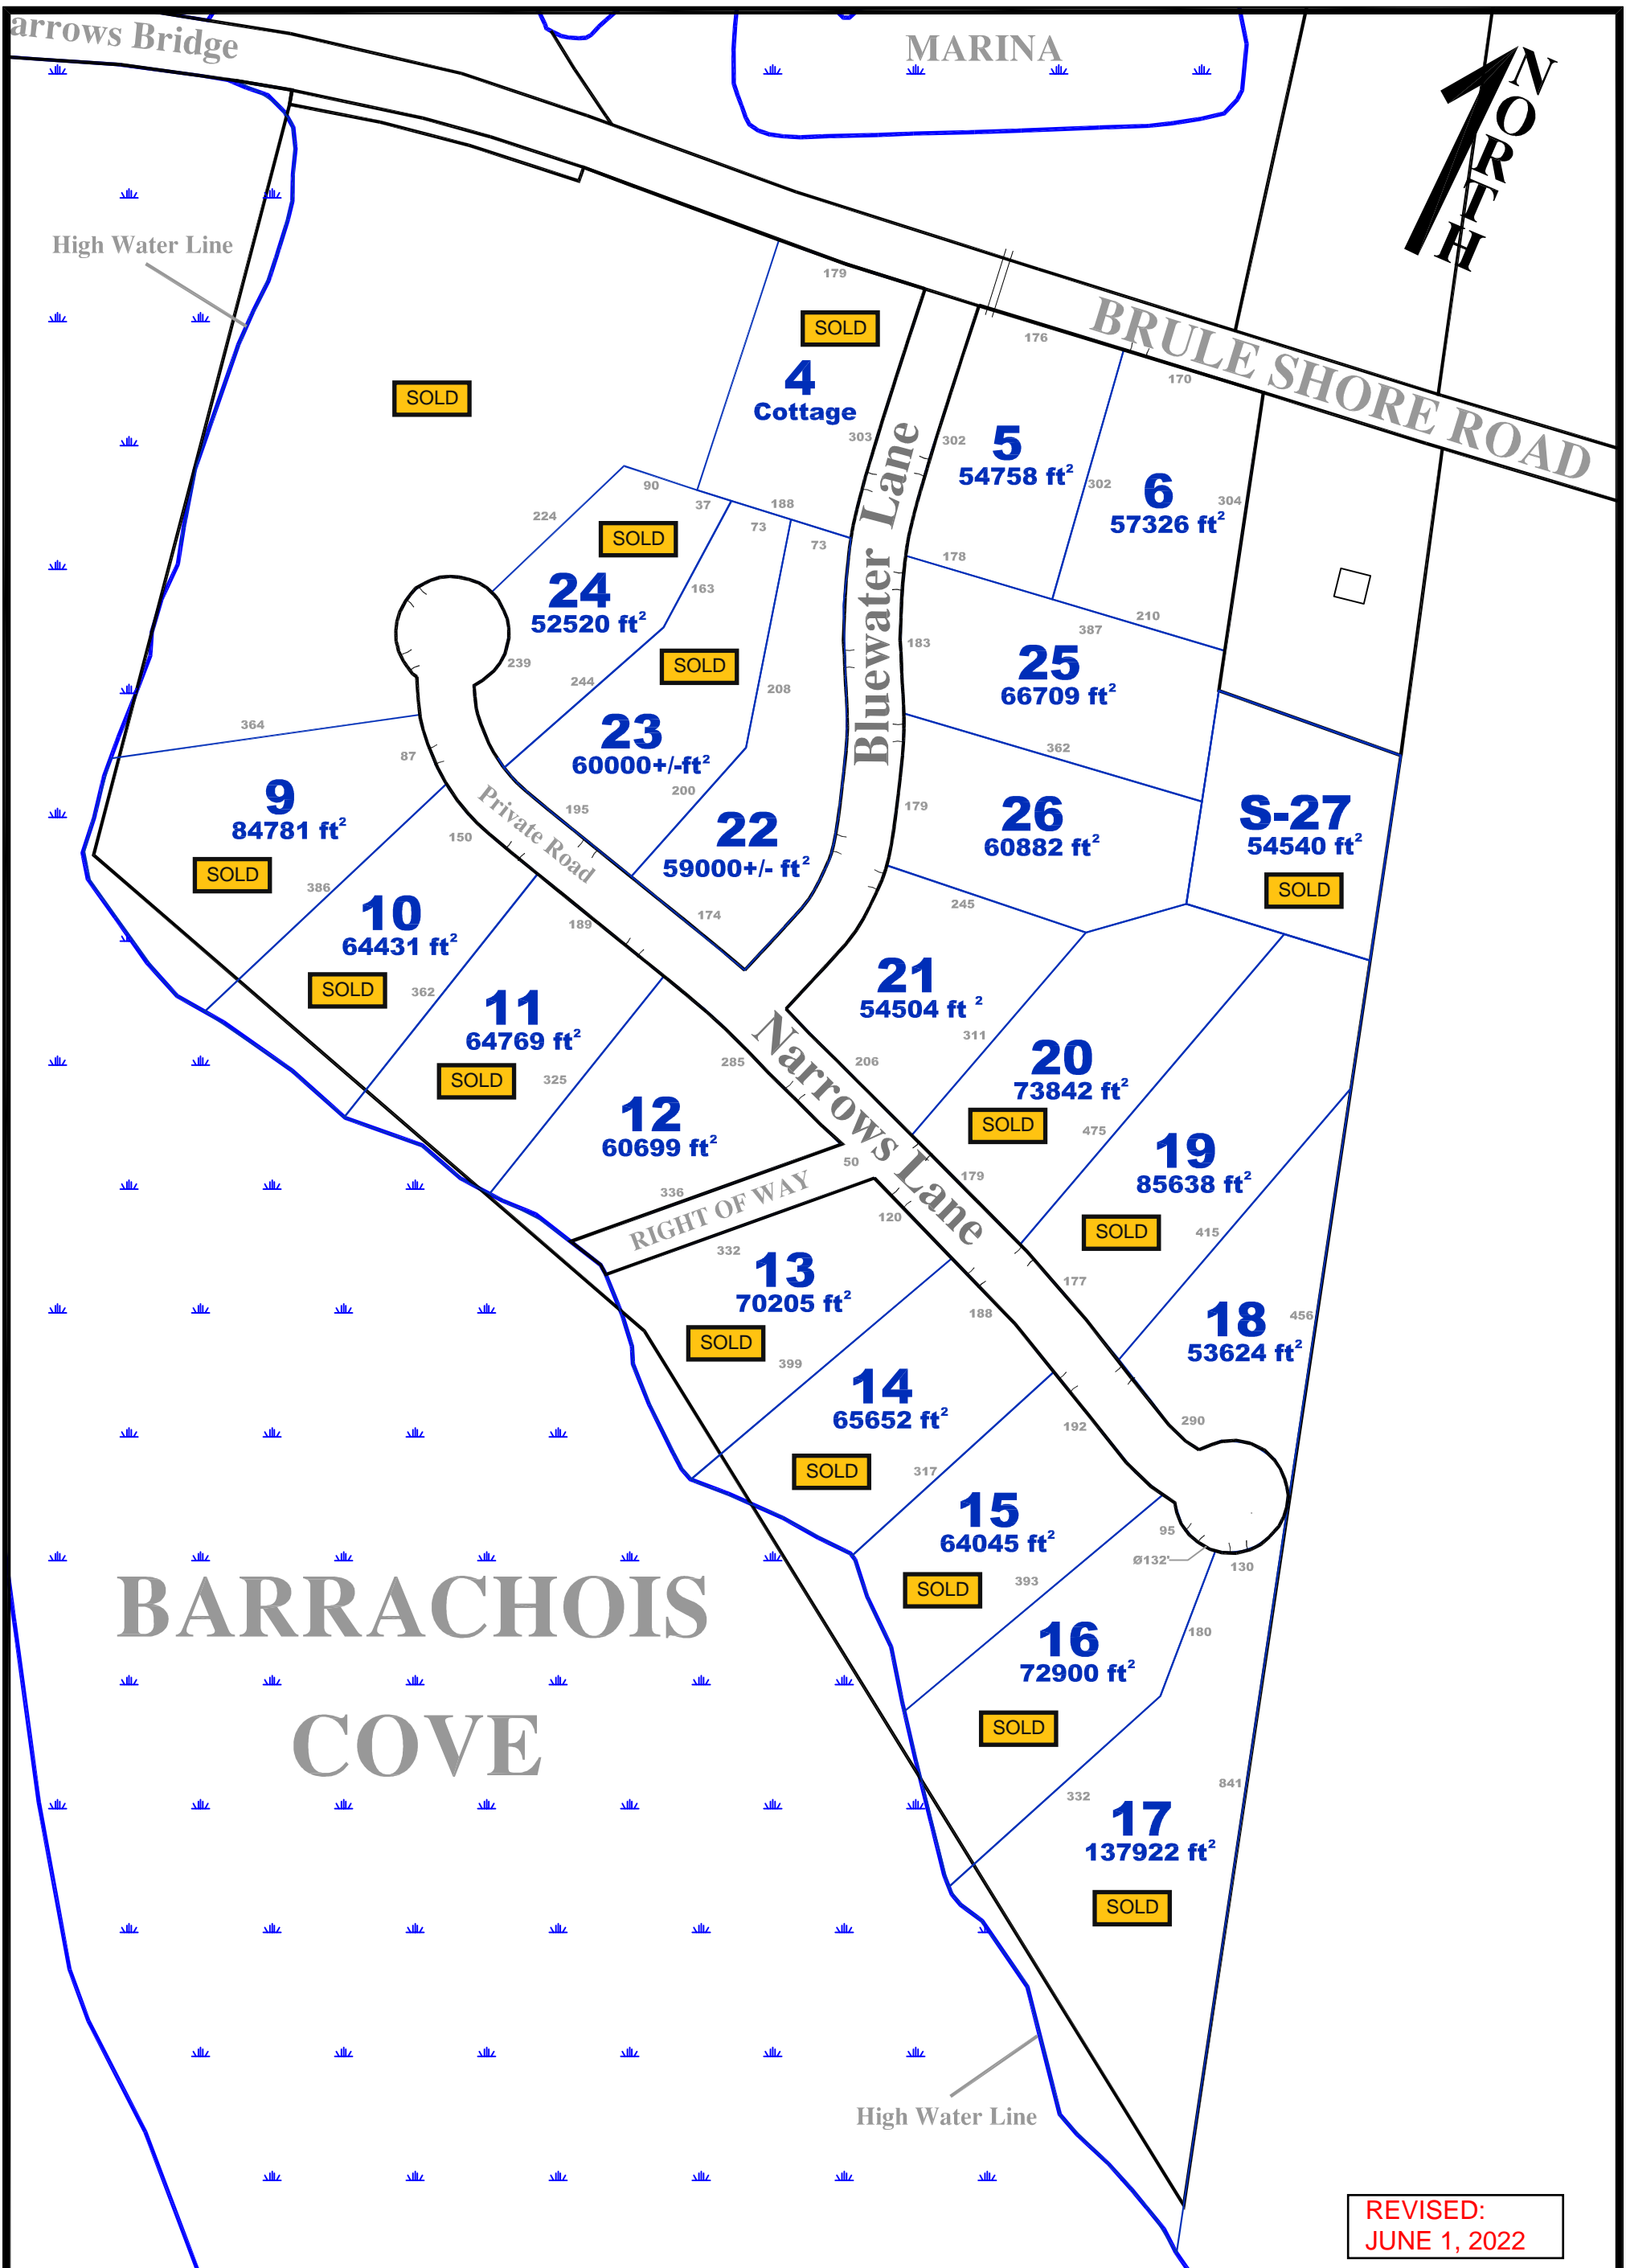 arrows Bridge
MARINA
NORTH
High Water Line
BRULE SHORE ROAD
179
SOLD
4
Cottage
303
SOLD
176
170
302
5
54758 ft²
302
6
57326 ft²
304
Bluewater Lane
90
37
188
73
73
224
SOLD
24
52520 ft²
163
239
244
SOLD
208
23
60000+/-ft²
200
195
178
210
387
183
25
66709 ft²
362
179
26
60882 ft²
245
S-27
54540 ft²
SOLD
364
87
9
84781 ft²
SOLD
386
150
Private Road
22
59000+/- ft²
174
10
64431 ft²
SOLD
362
189
11
64769 ft²
SOLD
325
285
12
60699 ft²
336
50
RIGHT OF WAY
332
Narrows Lane
21
54504 ft ²
206
311
20
73842 ft²
SOLD
475
179
19
85638 ft²
SOLD
415
177
18
53624 ft²
456
290
120
13
70205 ft²
SOLD
399
188
14
65652 ft²
SOLD
317
192
15
64045 ft²
SOLD
393
95
Ø132'
130
16
72900 ft²
SOLD
180
332
841
17
137922 ft²
SOLD
BARRACHOIS
COVE
High Water Line
REVISED:
JUNE 1, 2022